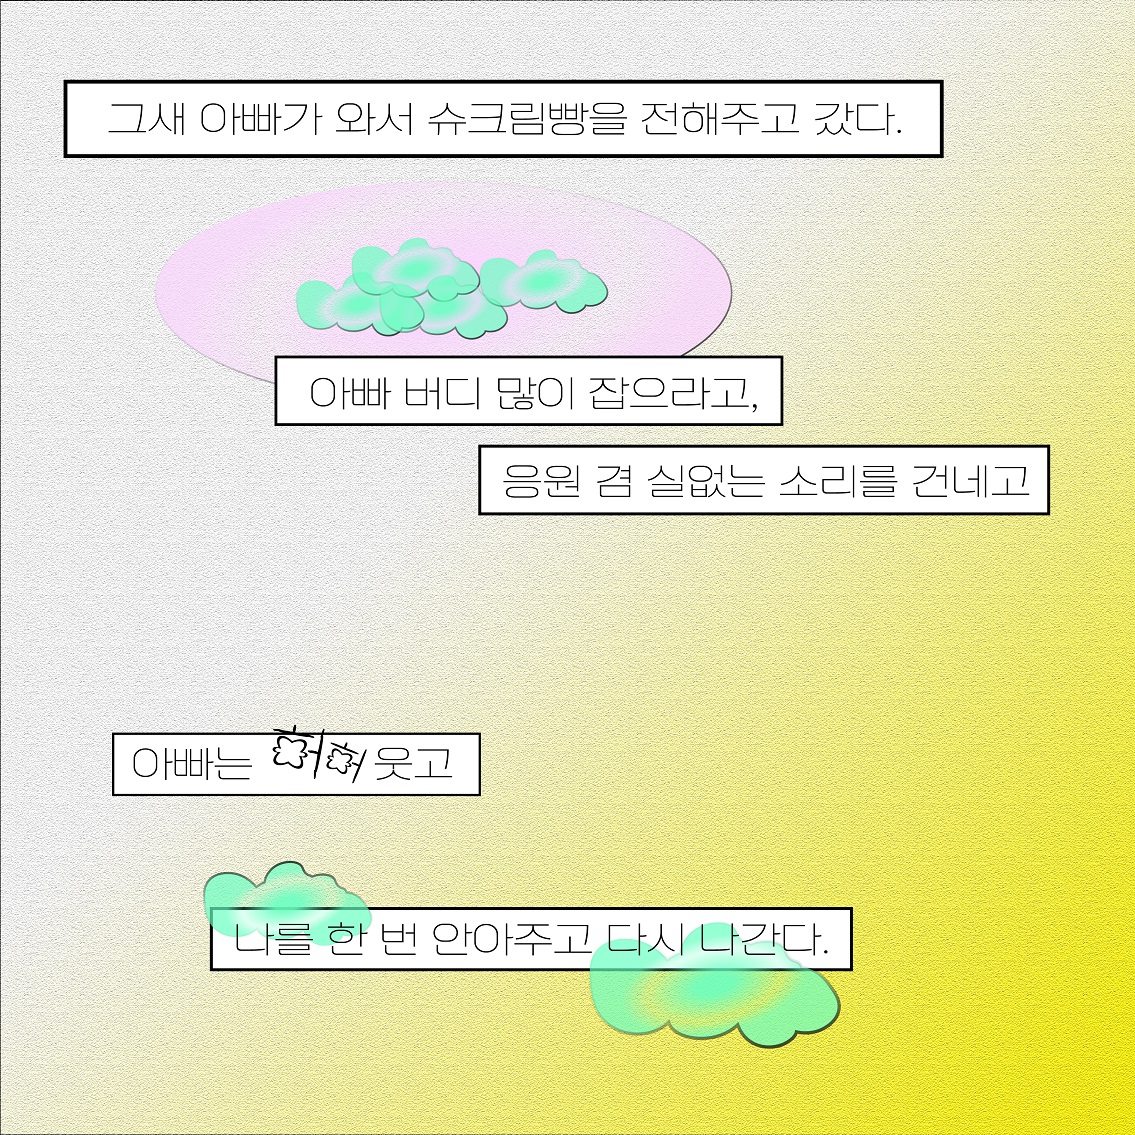 그새 아빠가 와서 슈크림빵을 전해주고 갔다.
아빠 버디 많이 잡으라고,
응원 겸 실없는 소리를 건네고
아빠는 허허 웃고
나를 한 번 안아주고 다시 나간다.